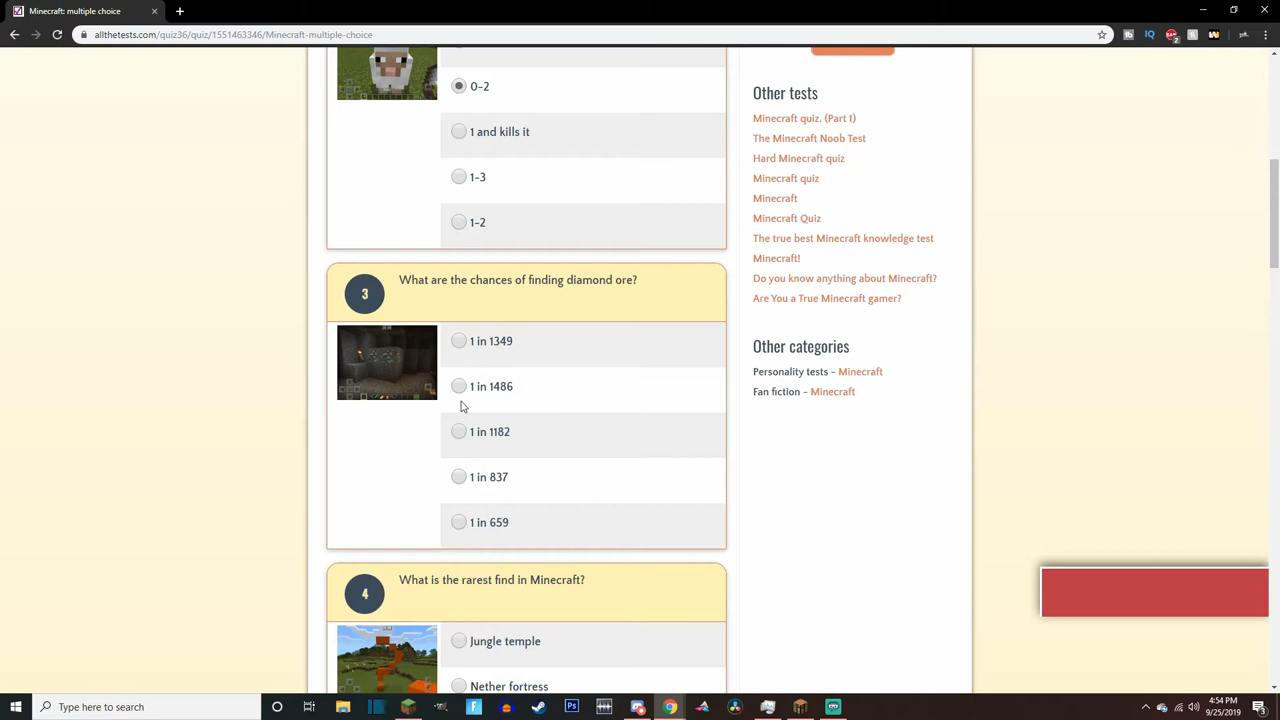 Minecraft multiple choice
allthetests.com/quiz36/quiz/1551463346/Minecraft-multiple-choice
0-2
1 and kills it
1-3
1-2
3
What are the chances of finding diamond ore?
1 in 1349
1 in 1486
1 in 1182
1 in 837
1 in 659
4
What is the rarest find in Minecraft?
Jungle temple
Nether fortress
Other tests
Minecraft quiz. (Part 1)
The Minecraft Noob Test
Hard Minecraft quiz
Minecraft quiz
Minecraft
Minecraft Quiz
The true best Minecraft knowledge test
Minecraft!
Do you know anything about Minecraft?
Are You a True Minecraft gamer?
Other categories
Personality tests - Minecraft
Fan fiction - Minecraft
Type here to search
4:54 PM
9/25/2019